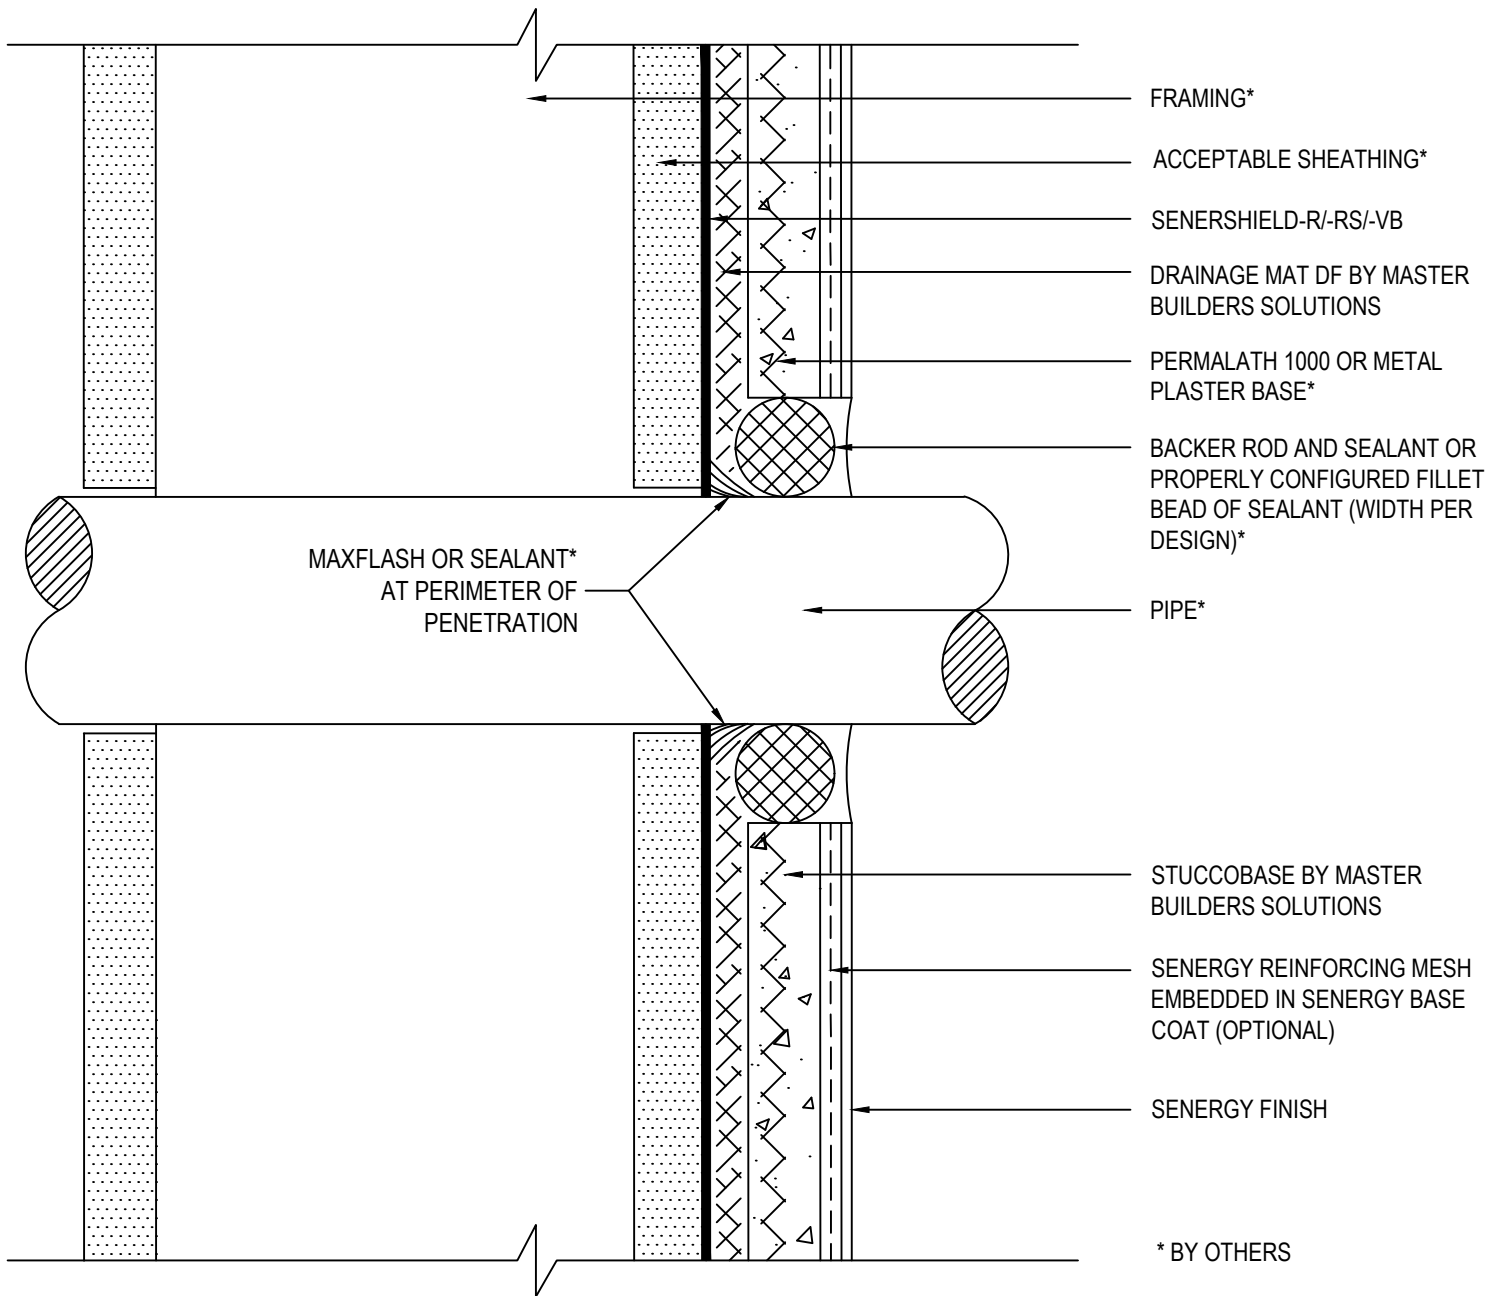 FRAMING*
ACCEPTABLE SHEATHING*
SENERSHIELD-R/-RS/-VB
DRAINAGE MAT DF BY MASTER
BUILDERS SOLUTIONS
PERMALATH 1000 OR METAL
PLASTER BASE*
BACKER ROD AND SEALANT OR
PROPERLY CONFIGURED FILLET
BEAD OF SEALANT (WIDTH PER
DESIGN)*
MAXFLASH OR SEALANT*
AT PERIMETER OF
PENETRATION
PIPE*
STUCCOBASE BY MASTER
BUILDERS SOLUTIONS
SENERGY REINFORCING MESH
EMBEDDED IN SENERGY BASE
COAT (OPTIONAL)
SENERGY FINISH
* BY OTHERS